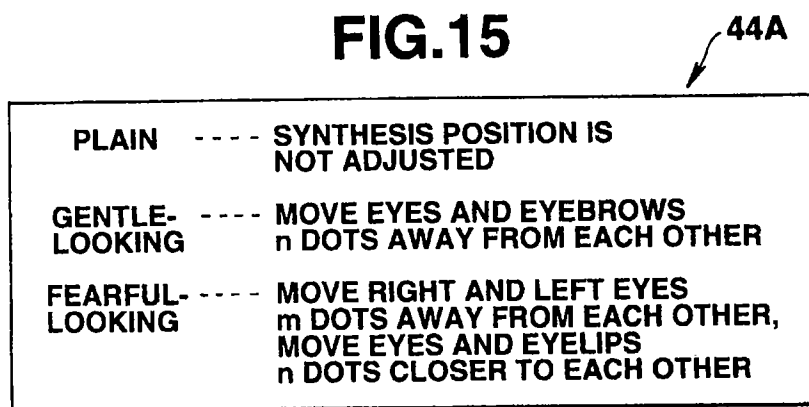 FIG.15
44A
PLAIN ---- SYNTHESIS POSITION IS
NOT ADJUSTED
GENTLE- ---- MOVE EYES AND EYEBROWS
LOOKING n DOTS AWAY FROM EACH OTHER
FEARFUL- ---- MOVE RIGHT AND LEFT EYES
LOOKING m DOTS AWAY FROM EACH OTHER,
MOVE EYES AND EYELIPS
n DOTS CLOSER TO EACH OTHER